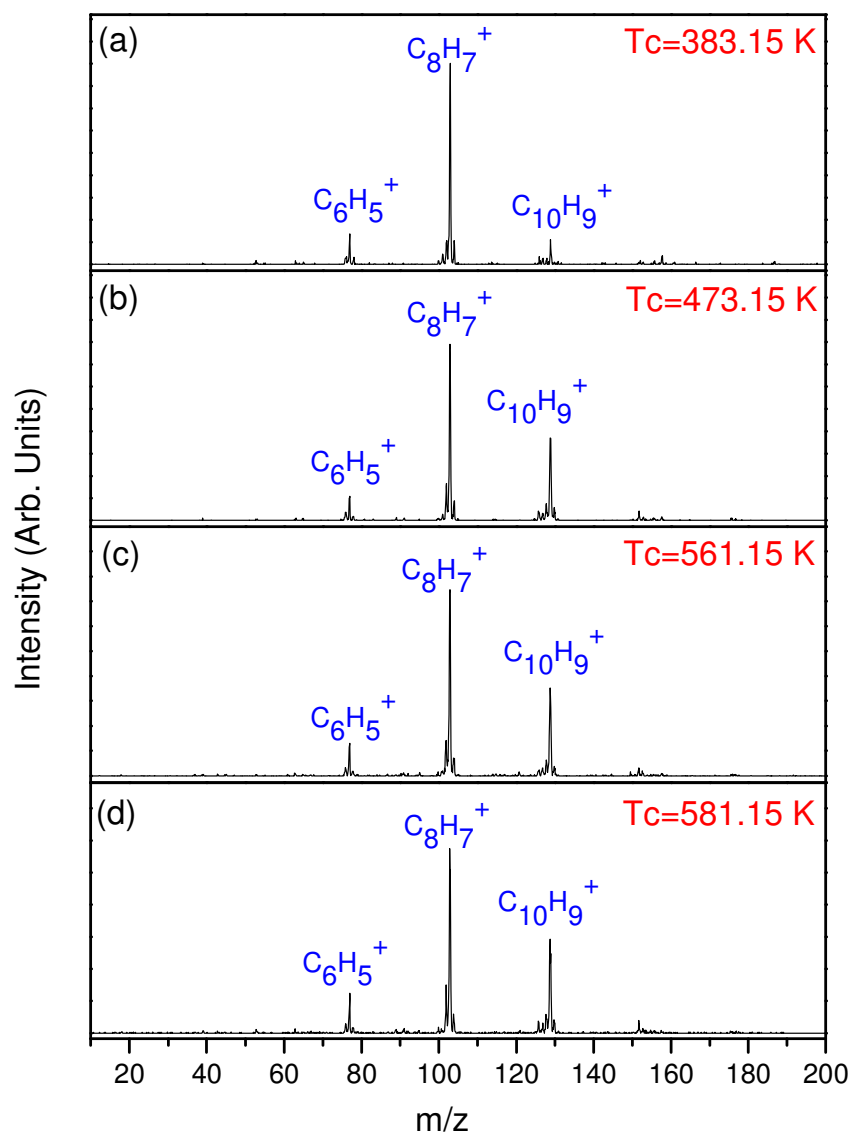 (a) Tc=383.15 K
C8H7+
C6H5+
C10H9+
(b) Tc=473.15 K
C8H7+
C10H9+
C6H5+
(c) Tc=561.15 K
C8H7+
C10H9+
C6H5+
(d) Tc=581.15 K
C8H7+
C10H9+
C6H5+
Intensity (Arb. Units)
20 40 60 80 100 120 140 160 180 200
m/z